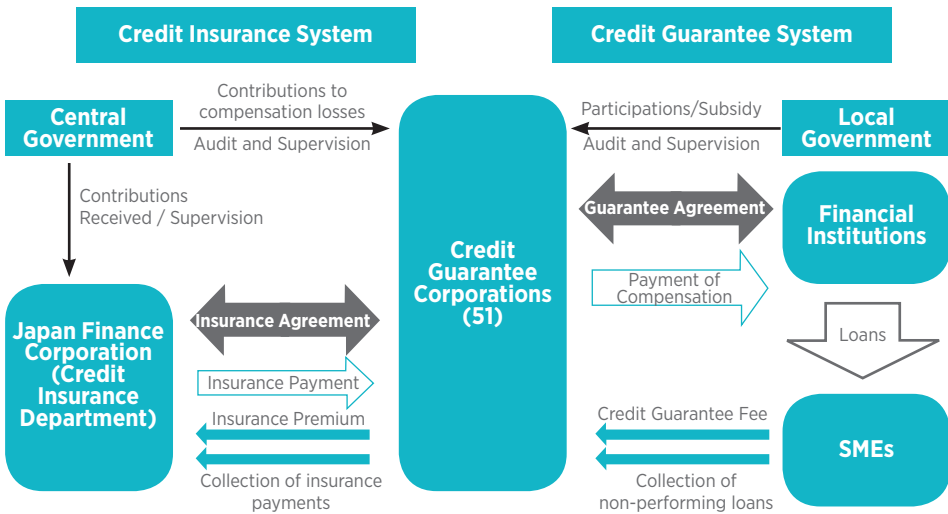 Credit Insurance System
Credit Guarantee System
Central
Government
Contributions to
compensation losses
Audit and Supervision
Participations/Subsidy
Audit and Supervision
Local
Government
Contributions
Received / Supervision
Guarantee Agreement
Financial
Institutions
Credit
Guarantee
Corporations
(51)
Payment of
Compensation
Japan Finance
Corporation
(Credit
Insurance
Department)
Insurance Agreement
Loans
Insurance Payment
Insurance Premium
Collection of insurance
payments
Credit Guarantee Fee
Collection of
non-performing loans
SMEs